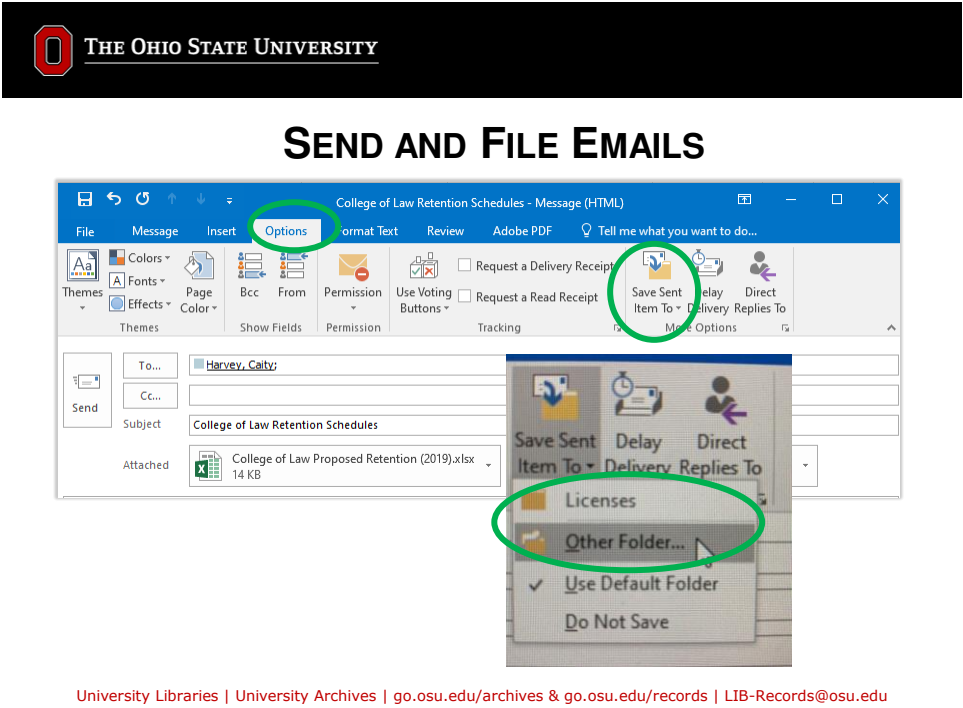 THE OHIO STATE UNIVERSITY
SEND AND FILE EMAILS
College of Law Retention Schedules - Message (HTML)
File Message Insert Options Format Text Review Adobe PDF Tell me what you want to do...
Aa Colors Page Bcc From Permission Use Voting Request a Delivery Receipt Save Sent Delay Direct
Themes A Fonts Color Buttons Request a Read Receipt Item To Delivery Replies To
Effects
Themes Show Fields Permission Tracking More Options
Send
To... Harvey, Caity;
Cc...
Subject College of Law Retention Schedules
Attached College of Law Proposed Retention (2019).xlsx
14 KB
Save Sent Delay Direct
Item To Delivery Replies To
Licenses
Other Folder...
Use Default Folder
Do Not Save
University Libraries | University Archives | go.osu.edu/archives & go.osu.edu/records | LIB-Records@osu.edu